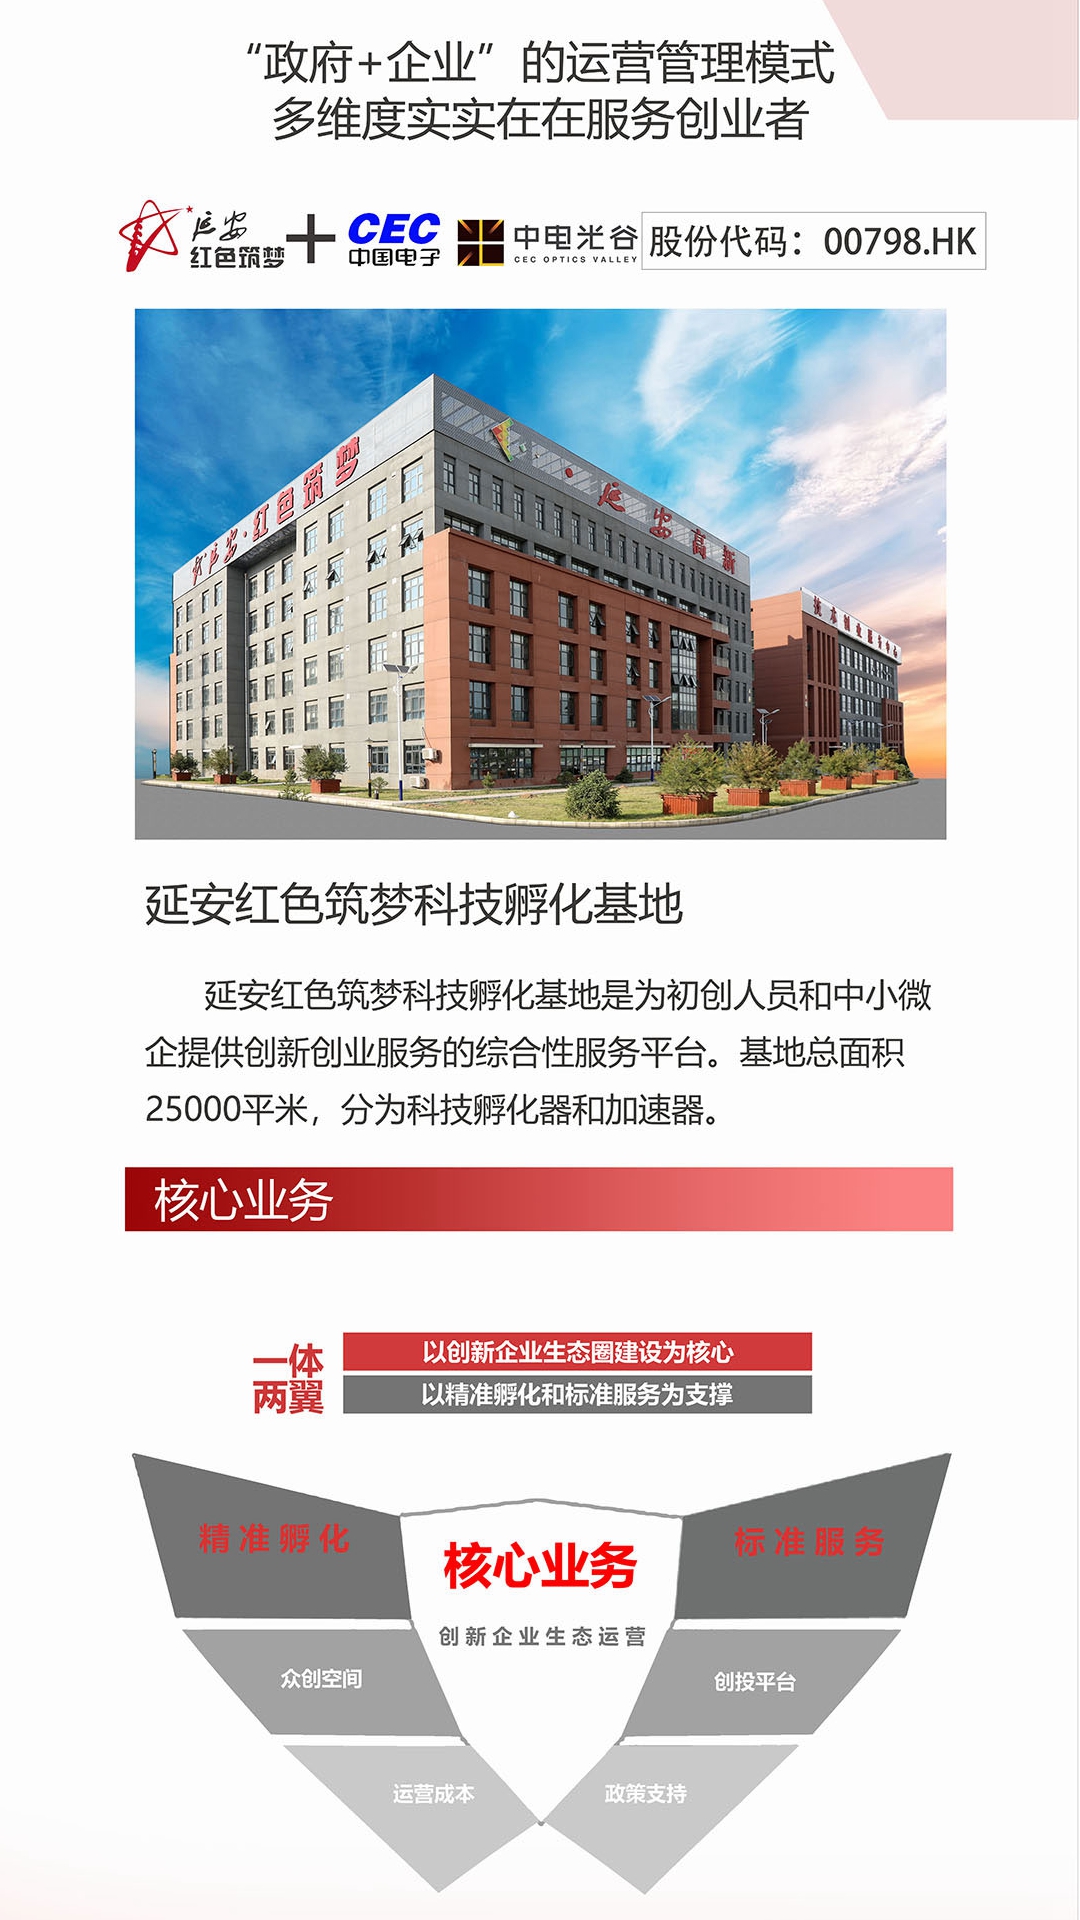 “政府+企业”的运营管理模式
多维度实实在在服务创业者
延安
红色筑梦
+
CEC
中国电子
中电光谷
CEC OPTICS VALLEY
股份代码：00798.HK
延安·红色筑梦
·延安高新
技术创业服务中心
延安红色筑梦科技孵化基地
延安红色筑梦科技孵化基地是为初创人员和中小微
企提供创新创业服务的综合性服务平台。基地总面积
25000平米，分为科技孵化器和加速器。
核心业务
一体
两翼
以创新企业生态圈建设为核心
以精准孵化和标准服务为支撑
精准孵化
核心业务
标准服务
创新企业生态运营
众创空间
创投平台
运营成本
政策支持